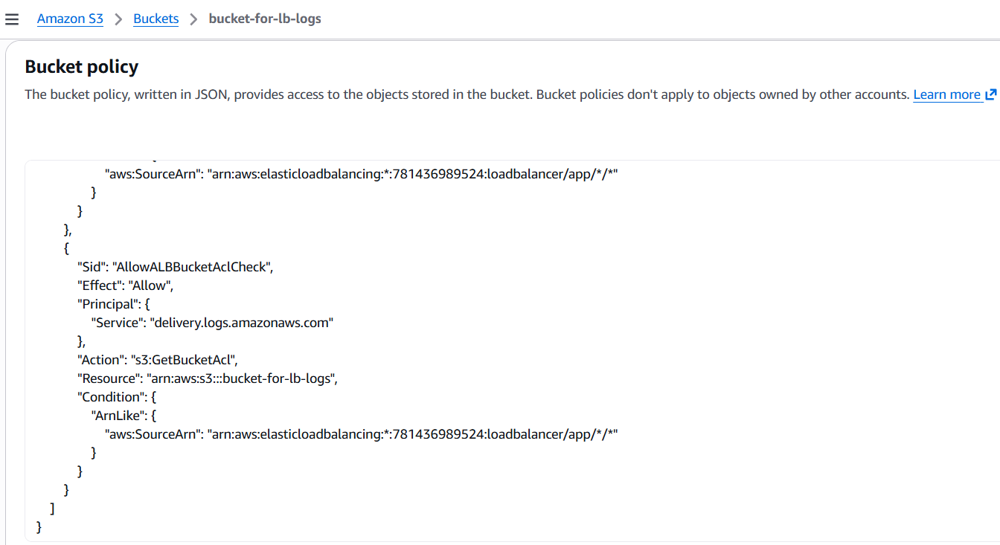 Amazon S3 > Buckets > bucket-for-lb-logs
Bucket policy
The bucket policy, written in JSON, provides access to the objects stored in the bucket. Bucket policies don't apply to objects owned by other accounts. Learn more
"aws:SourceArn": "arn:aws:elasticloadbalancing:*:781436989524:loadbalancer/app/*/*"
}
}
},
{
"Sid": "AllowALBBucketAclCheck",
"Effect": "Allow",
"Principal": {
"Service": "delivery.logs.amazonaws.com"
},
"Action": "s3:GetBucketAcl",
"Resource": "arn:aws:s3:::bucket-for-lb-logs",
"Condition": {
"ArnLike": {
"aws:SourceArn": "arn:aws:elasticloadbalancing:*:781436989524:loadbalancer/app/*/*"
}
}
}
]
}